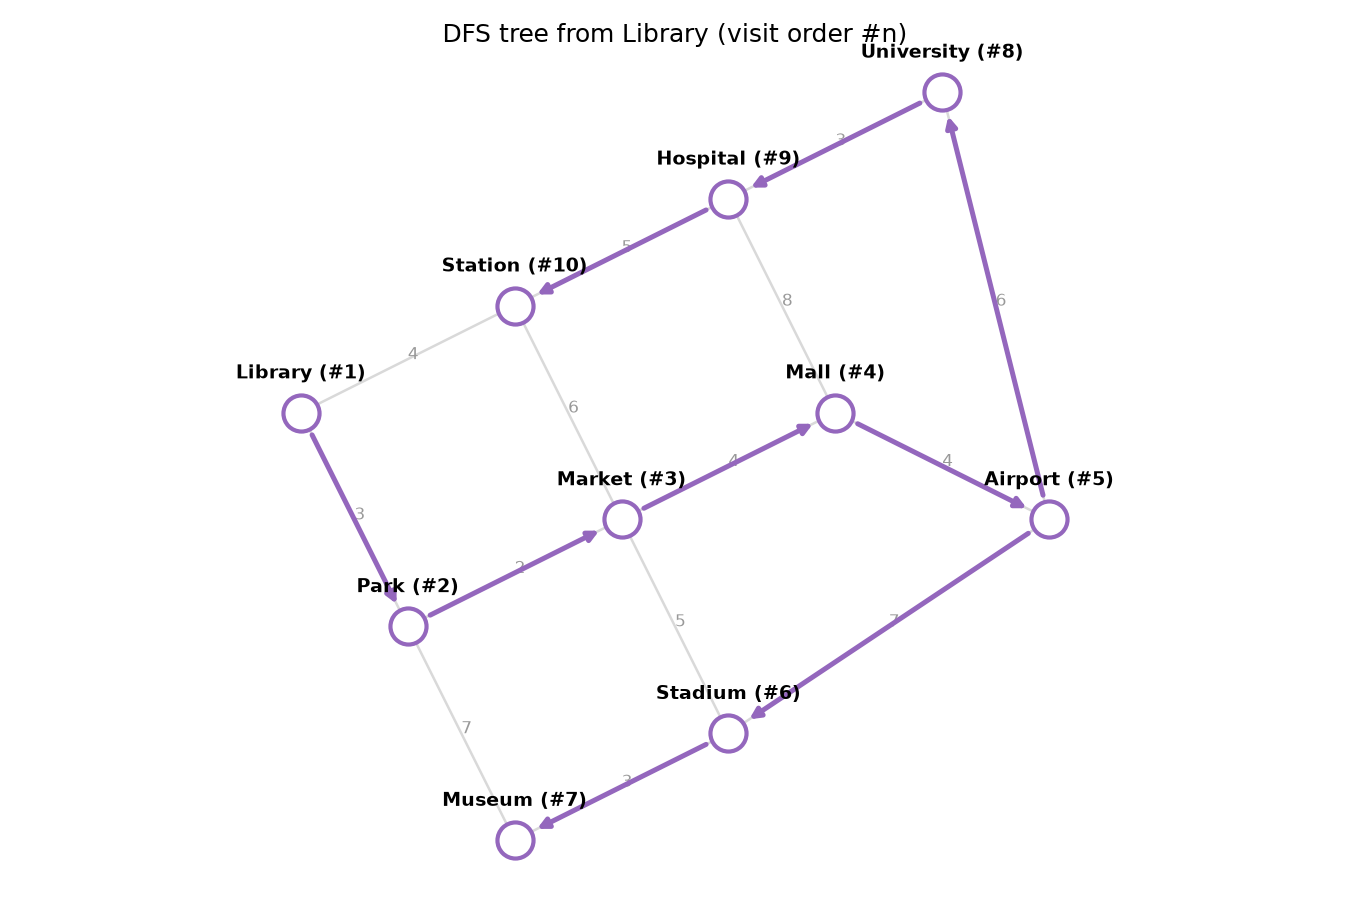 DFS tree from Library (visit order #n)
University (#8)
Hospital (#9)
5
Station (#10)
6
8
4
Library (#1)
Mall (#4)
6
4
4
Market (#3)
Airport (#5)
3
2
Park (#2)
5
7
Stadium (#6)
7
Museum (#7)